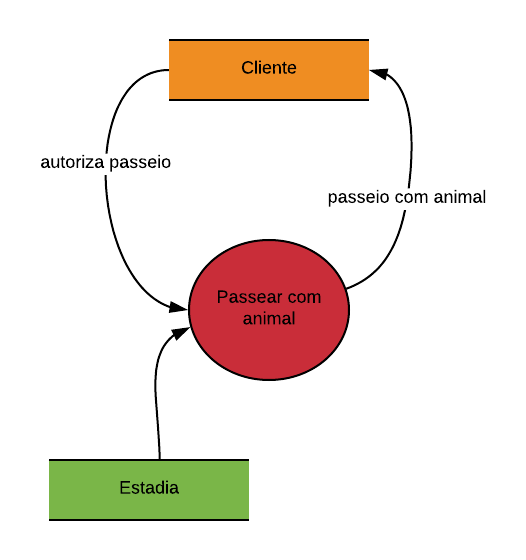 Cliente
autoriza passeio
passeio com animal
Passear com
animal
Estadia